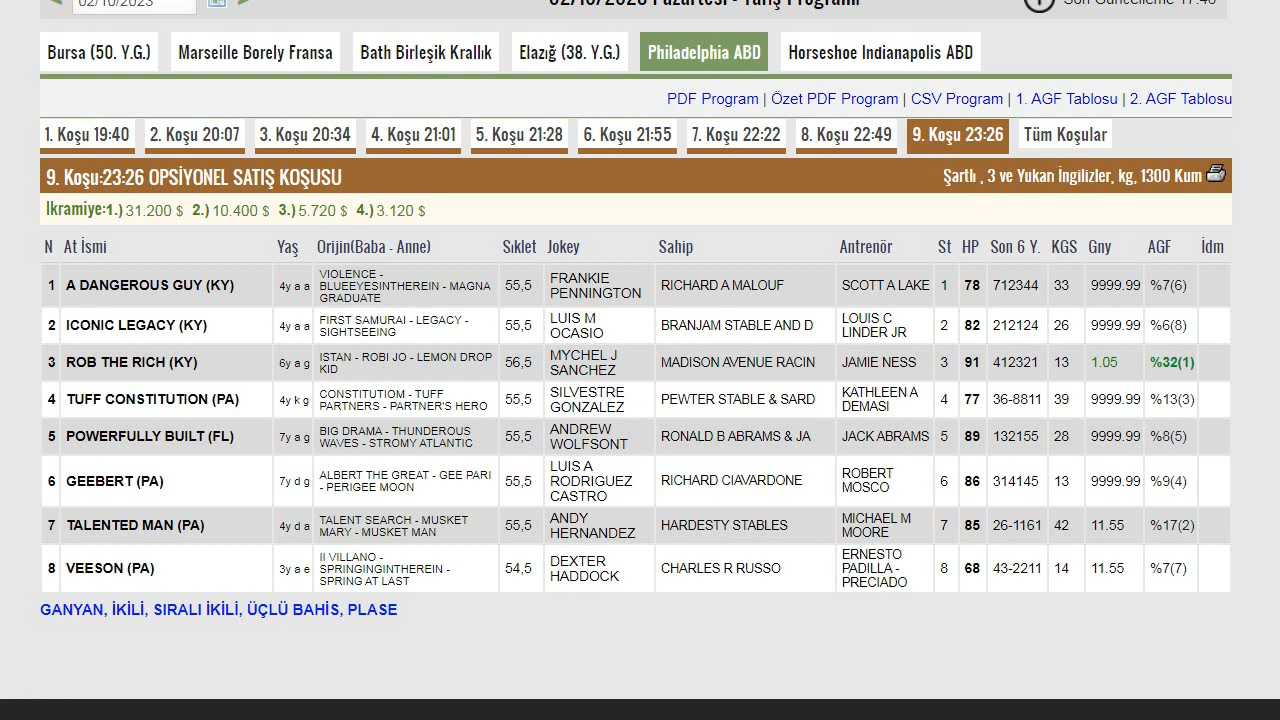 02/10/2023
02/10/2023 Pazartesi - Yarış Programı
Son Güncelleme 17:40
Bursa (50. Y.G.) Marseille Borely Fransa Bath Birleşik Krallık Elazığ (38. Y.G.) Philadelphia ABD Horseshoe Indianapolis ABD
PDF Program | Özet PDF Program | CSV Program | 1. AGF Tablosu | 2. AGF Tablosu
1. Koşu 19:40 2. Koşu 20:07 3. Koşu 20:34 4. Koşu 21:01 5. Koşu 21:28 6. Koşu 21:55 7. Koşu 22:22 8. Koşu 22:49 9. Koşu 23:26 Tüm Koşular
9. Koşu:23:26 OPSİYONEL SATIŞ KOŞUSU Şartlı , 3 ve Yukarı İngilizler, kg, 1300 Kum
Ikramiye:1.) 31.200 $ 2.) 10.400 $ 3.) 5.720 $ 4.) 3.120 $
N At İsmi Yaş Orijin(Baba - Anne) Sıklet Jokey Sahip Antrenör St HP Son 6 Y. KGS Gny AGF İdm
1 A DANGEROUS GUY (KY) 4y a a VIOLENCE - BLUEEYESINTHEREIN - MAGNA GRADUATE 55,5 FRANKIE PENNINGTON RICHARD A MALOUF SCOTT A LAKE 1 78 712344 33 9999.99 %7(6)
2 ICONIC LEGACY (KY) 4y a a FIRST SAMURAI - LEGACY - SIGHTSEEING 55,5 LUIS M OCASIO BRANJAM STABLE AND D LOUIS C LINDER JR 2 82 212124 26 9999.99 %6(8)
3 ROB THE RICH (KY) 6y a g ISTAN - ROBI JO - LEMON DROP KID 56,5 MYCHEL J SANCHEZ MADISON AVENUE RACIN JAMIE NESS 3 91 412321 13 1.05 %32(1)
4 TUFF CONSTITUTION (PA) 4y k g CONSTITUTIOM - TUFF PARTNERS - PARTNER'S HERO 55,5 SILVESTRE GONZALEZ PEWTER STABLE & SARD KATHLEEN A DEMASI 4 77 36-8811 39 9999.99 %13(3)
5 POWERFULLY BUILT (FL) 7y a g BIG DRAMA - THUNDEROUS WAVES - STROMY ATLANTIC 55,5 ANDREW WOLFSONT RONALD B ABRAMS & JA JACK ABRAMS 5 89 132155 28 9999.99 %8(5)
6 GEEBERT (PA) 7y d g ALBERT THE GREAT - GEE PARI - PERIGEE MOON 55,5 LUIS A RODRIGUEZ CASTRO RICHARD CIAVARDONE ROBERT MOSCO 6 86 314145 13 9999.99 %9(4)
7 TALENTED MAN (PA) 4y d a TALENT SEARCH - MUSKET MARY - MUSKET MAN 55,5 ANDY HERNANDEZ HARDESTY STABLES MICHAEL M MOORE 7 85 26-1161 42 11.55 %17(2)
8 VEESON (PA) 3y a e II VILLANO - SPRINGINGINTHEREIN - SPRING AT LAST 54,5 DEXTER HADDOCK CHARLES R RUSSO ERNESTO PADILLA - PRECIADO 8 68 43-2211 14 11.55 %7(7)
GANYAN, İKİLİ, SIRALI İKİLİ, ÜÇLÜ BAHİS, PLASE